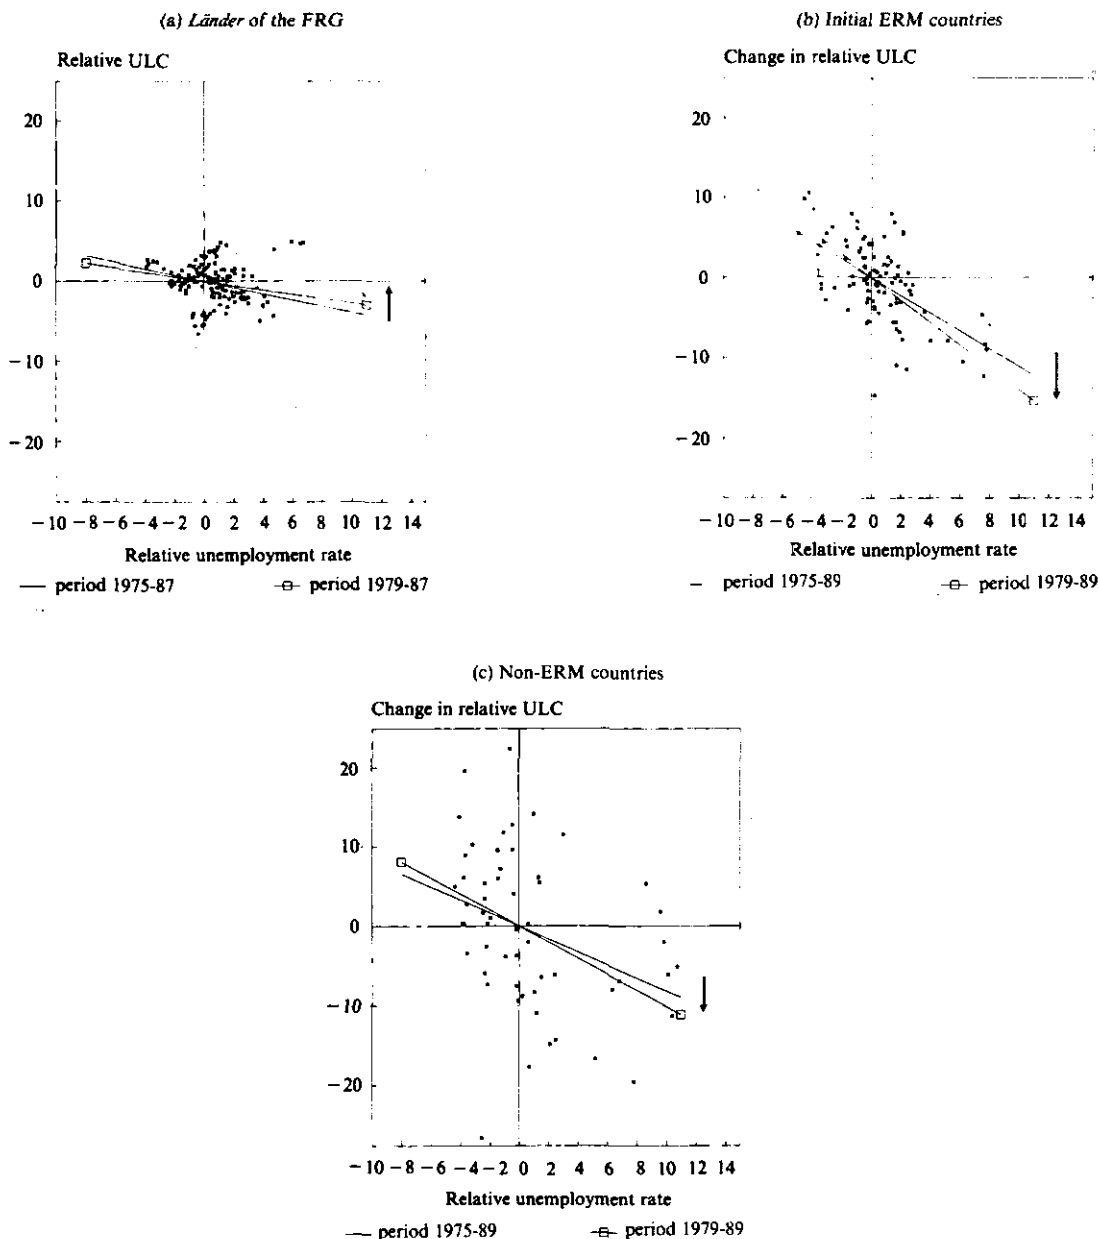 (a) Länder of the FRG
Relative ULC
20
10
0
−10
−20
−10 −8 −6 −4 −2 0 2 4 6 8 10 12 14
Relative unemployment rate
period 1975-87 period 1979-87
(b) Initial ERM countries
Change in relative ULC
20
10
0
−10
−20
−10 −8 −6 −4 −2 0 2 4 6 8 10 12 14
Relative unemployment rate
period 1975-89 period 1979-89
(c) Non-ERM countries
Change in relative ULC
20
10
0
−10
−20
−10 −8 −6 −4 −2 0 2 4 6 8 10 12 14
Relative unemployment rate
period 1975-89 period 1979-89